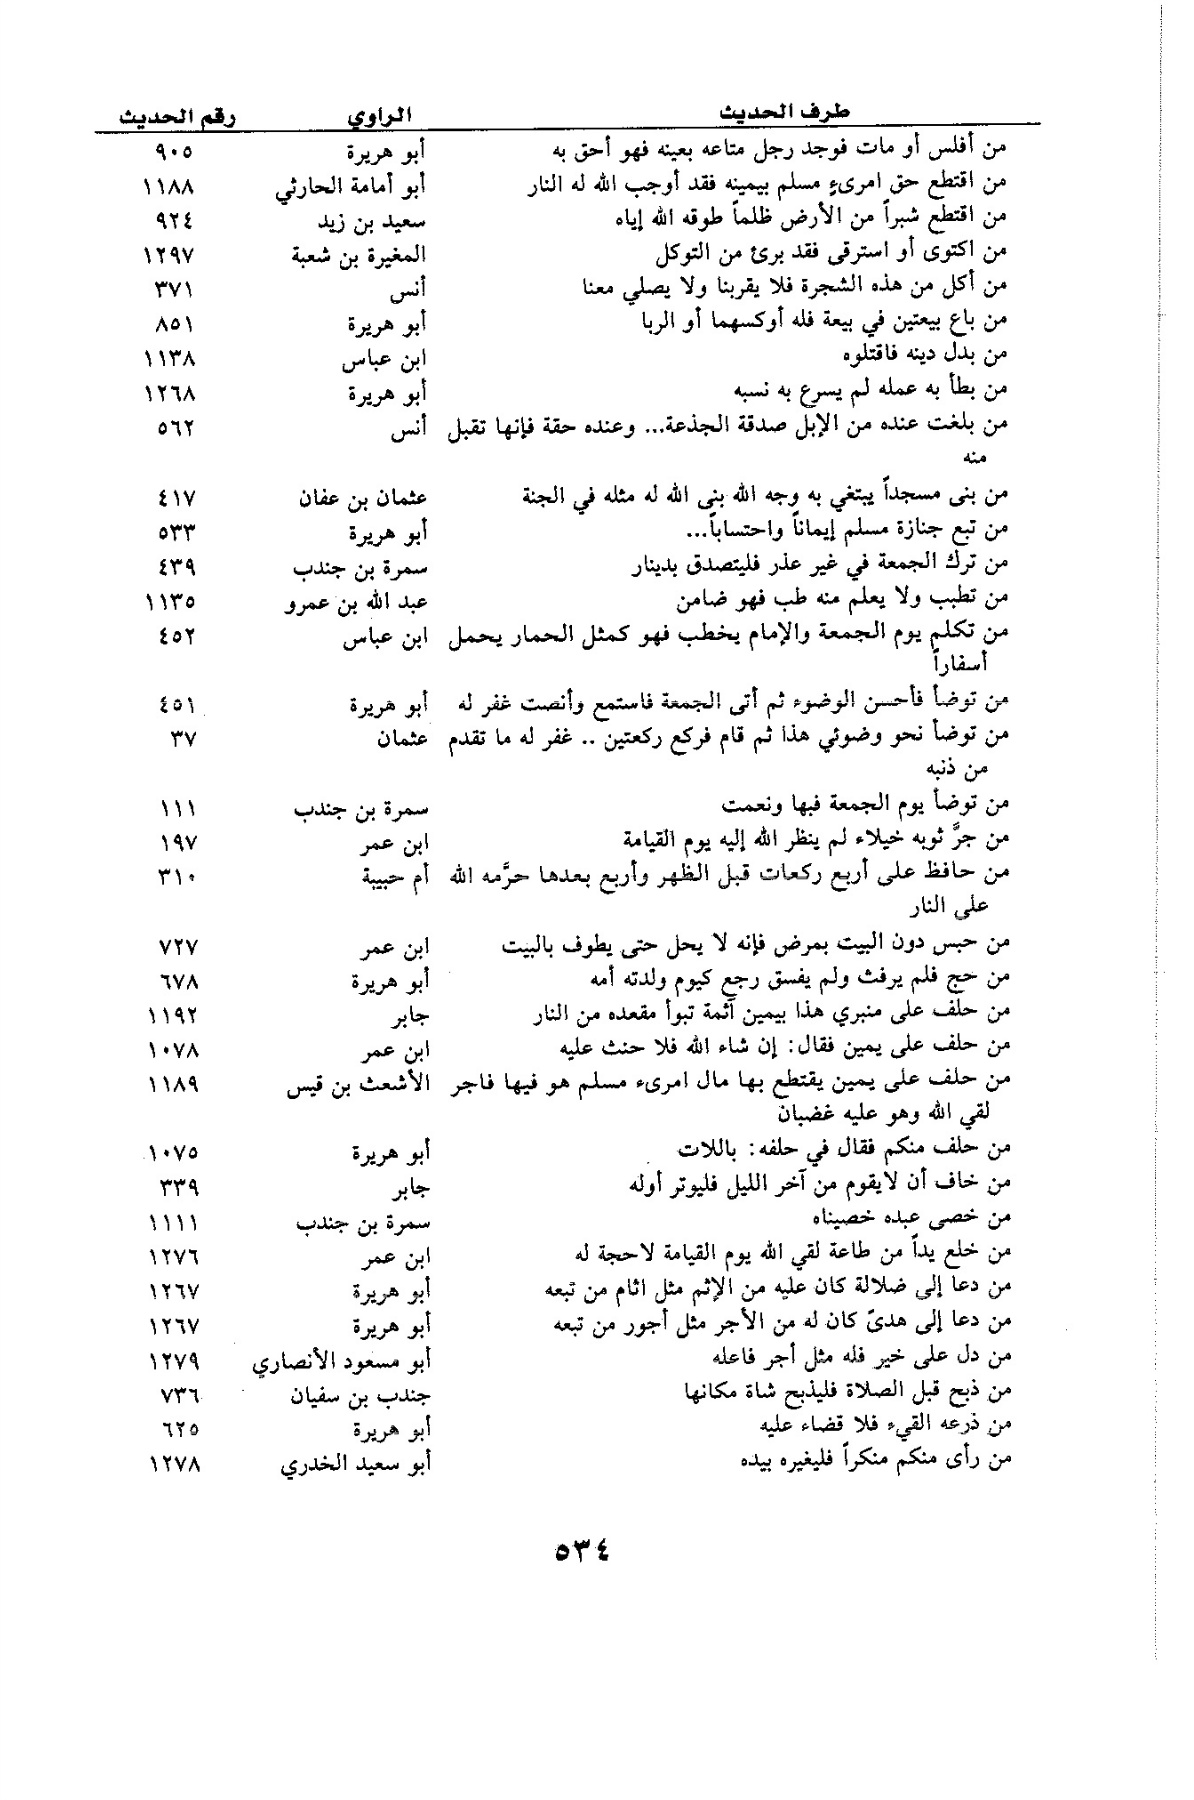 طرف الحديث الراوي رقم الحديث
من أفلس أو مات فوجد رجل متاعه بعينه فهو أحق به أبو هريرة ٩٠٥
من اقتطع حق امرىءٍ مسلم بيمينه فقد أوجب الله له النار أبو أمامة الحارثي ١١٨٨
من اقتطع شبراً من الأرض ظلماً طوقه الله إياه سعيد بن زيد ٩٢٤
من اكتوى أو استرقى فقد برئ من التوكل المغيرة بن شعبة ١٢٩٧
من أكل من هذه الشجرة فلا يقربنا ولا يصلي معنا أنس ٣٧١
من باع بيعتين في بيعة فله أوكسهما أو الربا أبو هريرة ٨٥١
من بدل دينه فاقتلوه ابن عباس ١١٣٨
من بطأ به عمله لم يسرع به نسبه أبو هريرة ١٢٦٨
من بلغت عنده من الإبل صدقة الجذعة... وعنده حقة فإنها تقبل أنس ٥٦٢
منه
من بنى مسجداً يبتغي به وجه الله بنى الله له مثله في الجنة عثمان بن عفان ٤١٧
من تبع جنازة مسلم إيماناً واحتساباً... أبو هريرة ٥٣٣
من ترك الجمعة في غير عذر فليتصدق بدينار سمرة بن جندب ٤٣٩
من تطبب ولا يعلم منه طب فهو ضامن عبد الله بن عمرو ١١٣٥
من تكلم يوم الجمعة والإمام يخطب فهو كمثل الحمار يحمل ابن عباس ٤٥٢
أسفاراً
من توضأ فأحسن الوضوء ثم أتى الجمعة فاستمع وأنصت غفر له أبو هريرة ٤٥١
من توضأ نحو وضوئي هذا ثم قام فركع ركعتين .. غفر له ما تقدم عثمان ٣٧
من ذنبه
من توضأ يوم الجمعة فبها ونعمت سمرة بن جندب ١١١
من جرَّ ثوبه خيلاء لم ينظر الله إليه يوم القيامة ابن عمر ١٩٧
من حافظ على أربع ركعات قبل الظهر وأربع بعدها حرَّمه الله أم حبيبة ٣١٠
على النار
من حبس دون البيت بمرض فإنه لا يحل حتى يطوف بالبيت ابن عمر ٧٢٧
من حج فلم يرفث ولم يفسق رجع كيوم ولدته أمه أبو هريرة ٦٧٨
من حلف على منبري هذا بيمين آثمة تبوأ مقعده من النار جابر ١١٩٢
من حلف على يمين فقال: إن شاء الله فلا حنث عليه ابن عمر ١٠٧٨
من حلف على يمين يقتطع بها مال امرىء مسلم هو فيها فاجر الأشعث بن قيس ١١٨٩
لقي الله وهو عليه غضبان
من حلف منكم فقال في حلفه: باللات أبو هريرة ١٠٧٥
من خاف أن لايقوم من آخر الليل فليوتر أوله جابر ٣٣٩
من خصى عبده خصيناه سمرة بن جندب ١١١١
من خلع يداً من طاعة لقي الله يوم القيامة لاحجة له ابن عمر ١٢٧٦
من دعا إلى ضلالة كان عليه من الإثم مثل اثام من تبعه أبو هريرة ١٢٦٧
من دعا إلى هدىً كان له من الأجر مثل أجور من تبعه أبو هريرة ١٢٦٧
من دل على خير فله مثل أجر فاعله أبو مسعود الأنصاري ١٢٧٩
من ذبح قبل الصلاة فليذبح شاة مكانها جندب بن سفيان ٧٣٦
من ذرعه القيء فلا قضاء عليه أبو هريرة ٦٢٥
من رأى منكم منكراً فليغيره بيده أبو سعيد الخدري ١٢٧٨
٥٣٤